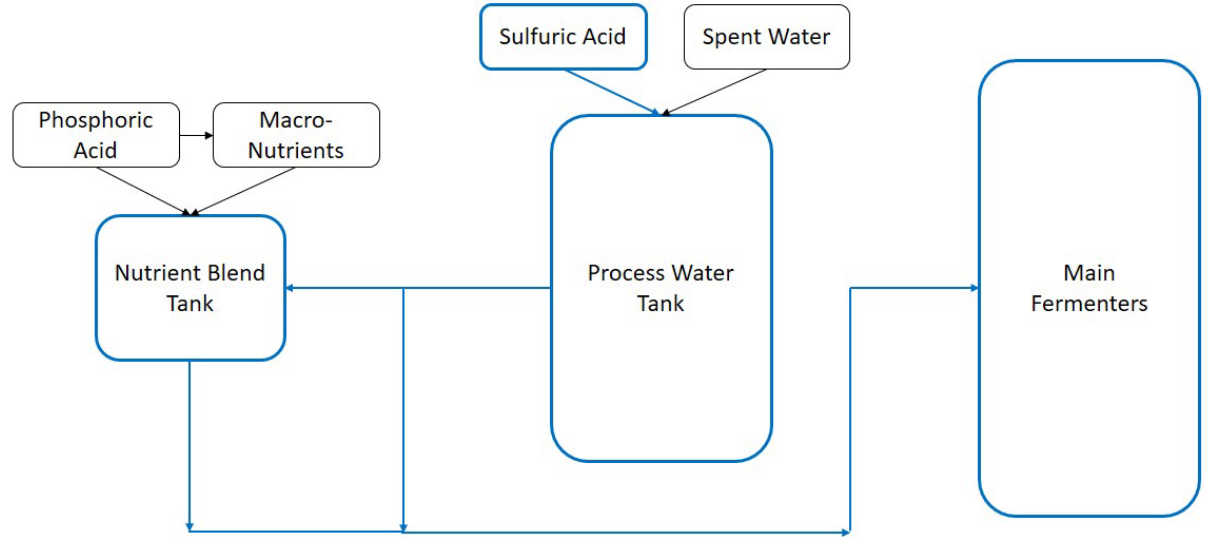 Sulfuric Acid
Spent Water
Phosphoric
Acid
Macro-
Nutrients
Nutrient Blend
Tank
Process Water
Tank
Main
Fermenters